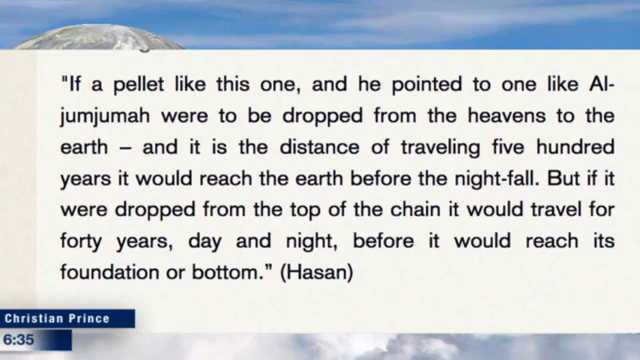 "If a pellet like this one, and he pointed to one like Al-
jumjumah were to be dropped from the heavens to the
earth – and it is the distance of traveling five hundred
years it would reach the earth before the night-fall. But if it
were dropped from the top of the chain it would travel for
forty years, day and night, before it would reach its
foundation or bottom.” (Hasan)
Christian Prince
6:35